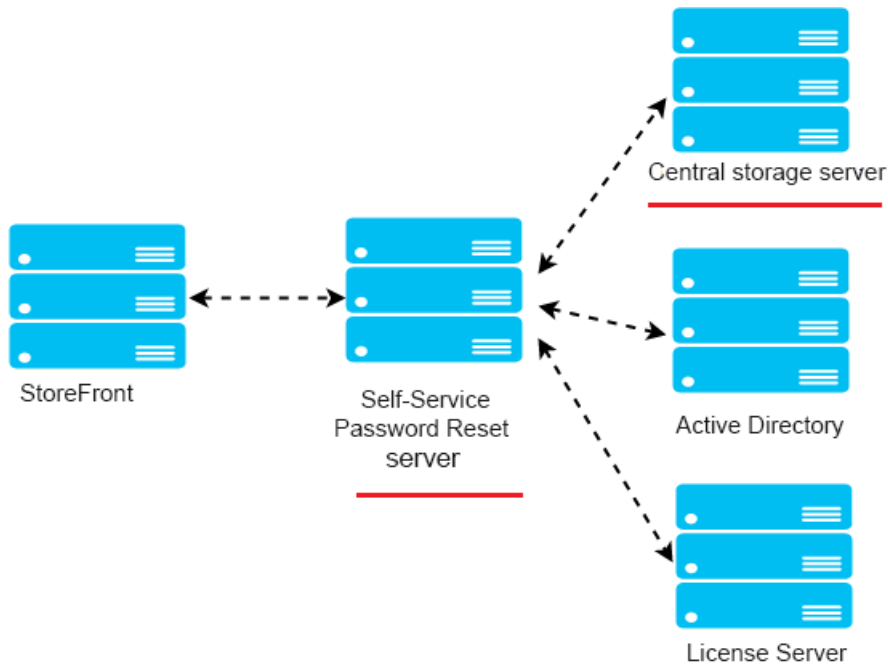 Central storage server
StoreFront
Self-Service
Password Reset
server
Active Directory
License Server